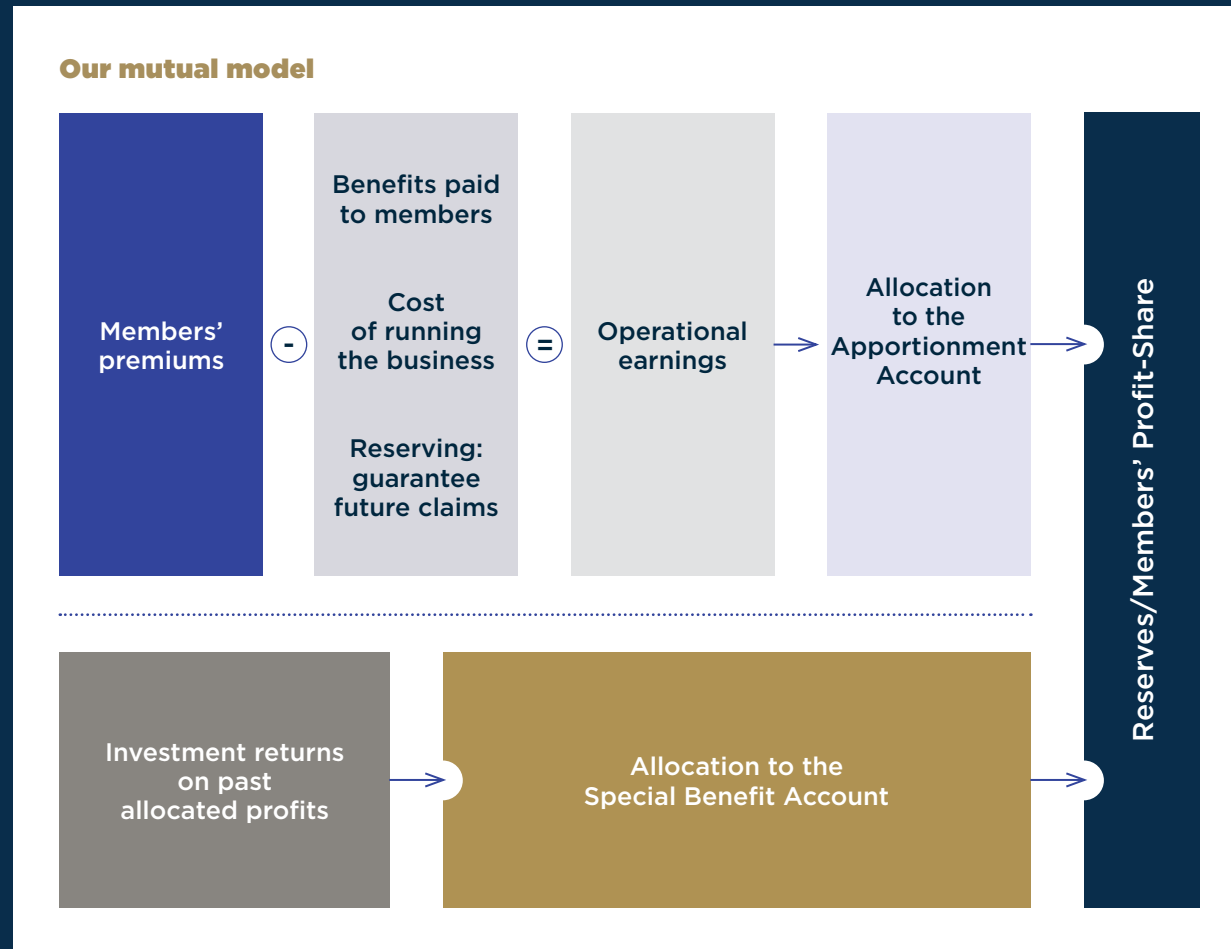 Our mutual model
Members’
premiums
-
Benefits paid
to members
Cost
of running
the business
Reserving:
guarantee
future claims
=
Operational
earnings
Allocation
to the
Apportionment
Account
Reserves/Members’ Profit-Share
Investment returns
on past
allocated profits
Allocation to the
Special Benefit Account